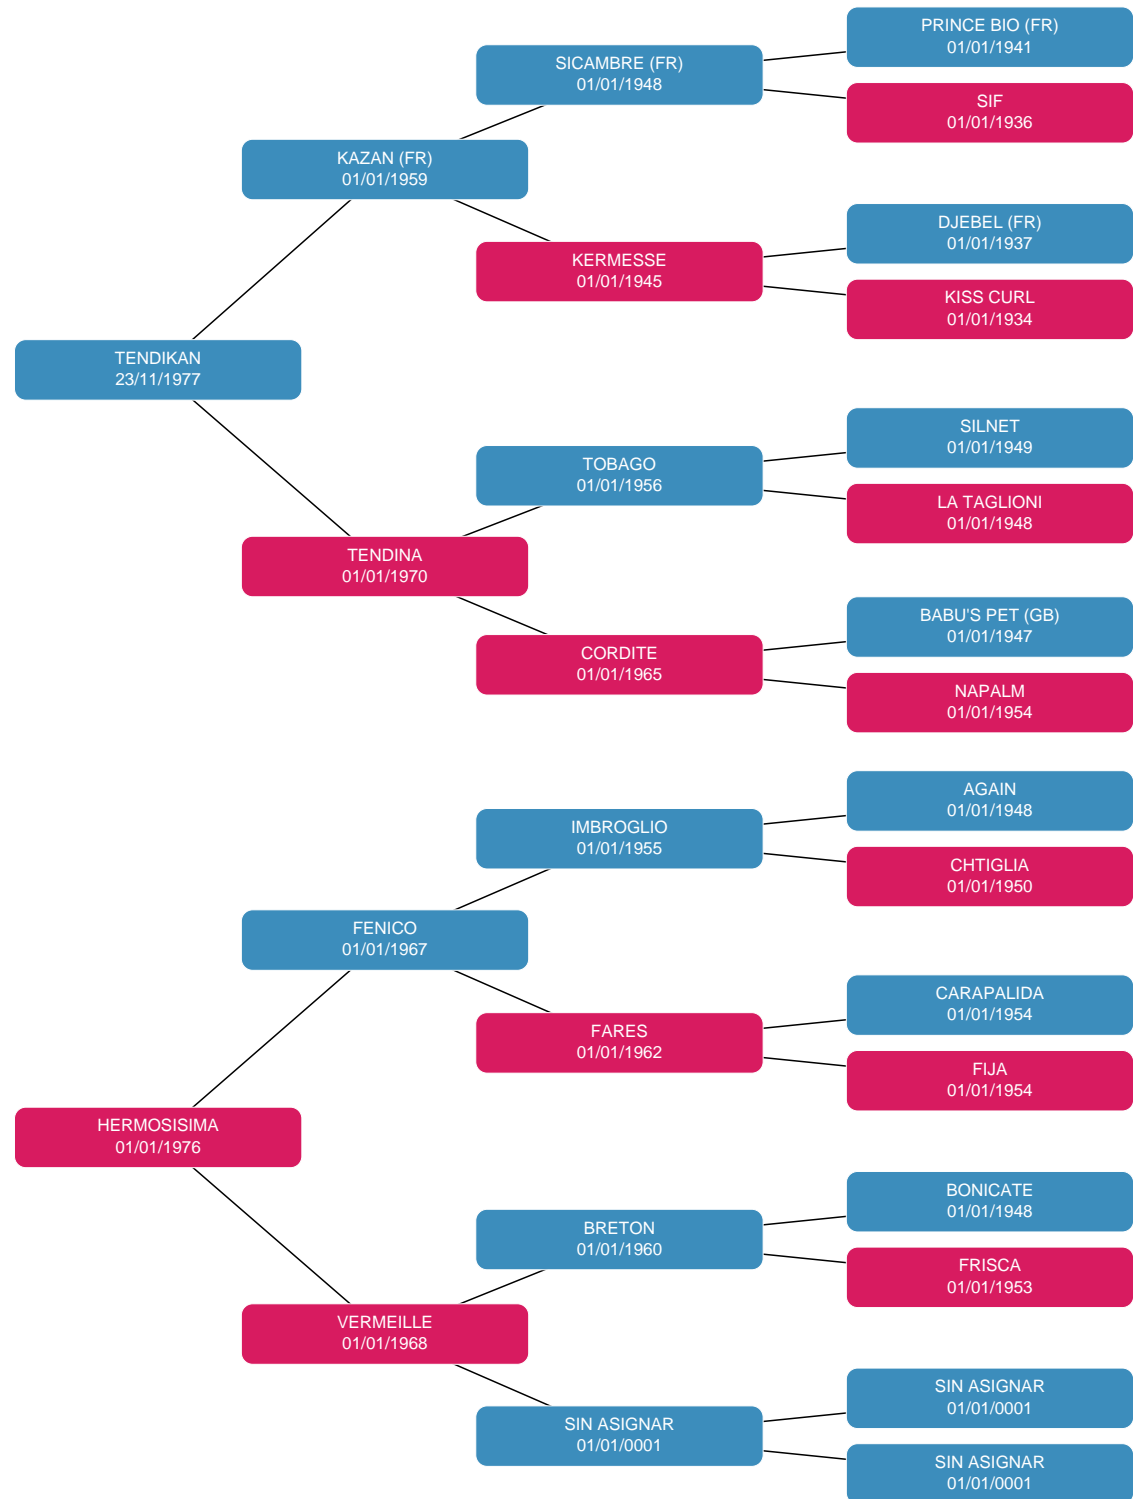 PRINCE BIO (FR)
01/01/1941
SICAMBRE (FR)
01/01/1948
SIF
01/01/1936
KAZAN (FR)
01/01/1959
DJEBEL (FR)
01/01/1937
KERMESSE
01/01/1945
KISS CURL
01/01/1934
TENDIKAN
23/11/1977
SILNET
01/01/1949
TOBAGO
01/01/1956
LA TAGLIONI
01/01/1948
TENDINA
01/01/1970
BABU'S PET (GB)
01/01/1947
CORDITE
01/01/1965
NAPALM
01/01/1954
AGAIN
01/01/1948
IMBROGLIO
01/01/1955
CHTIGLIA
01/01/1950
FENICO
01/01/1967
CARAPALIDA
01/01/1954
FARES
01/01/1962
FIJA
01/01/1954
HERMOSISIMA
01/01/1976
BONICATE
01/01/1948
BRETON
01/01/1960
FRISCA
01/01/1953
VERMEILLE
01/01/1968
SIN ASIGNAR
01/01/0001
SIN ASIGNAR
01/01/0001
SIN ASIGNAR
01/01/0001